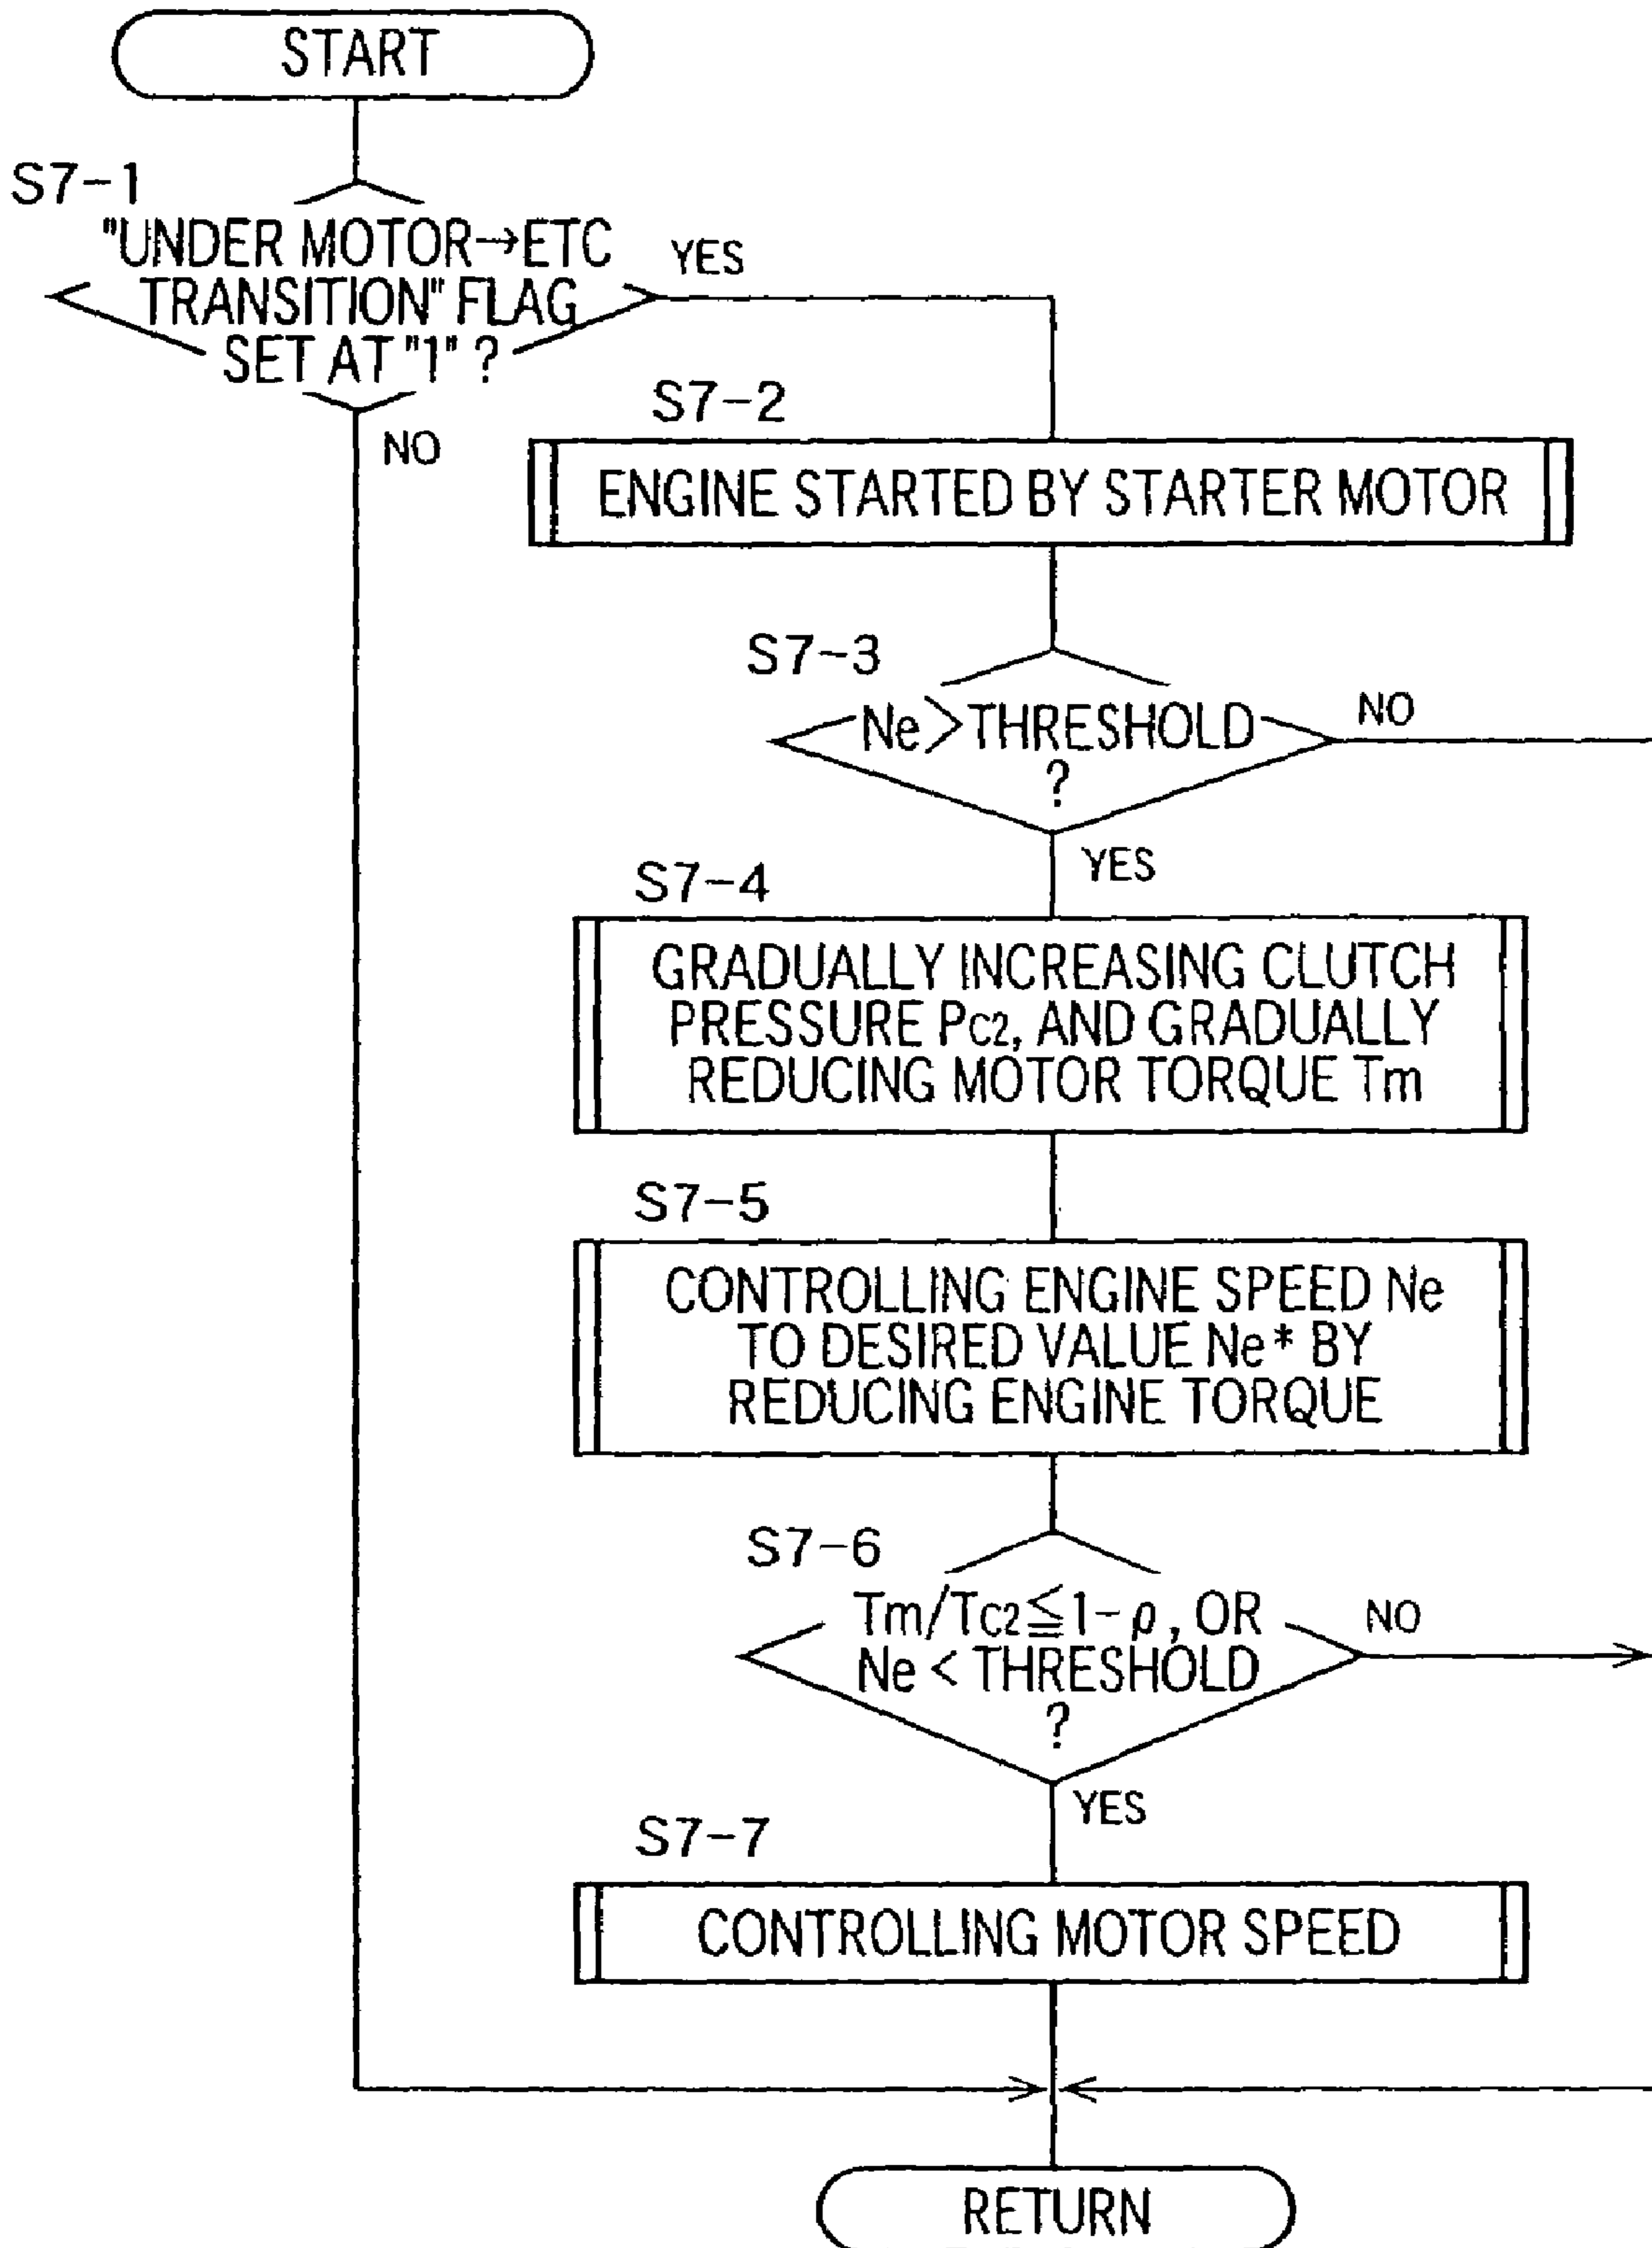 START
S7-1
"UNDER MOTOR→ETC
TRANSITION" FLAG
SET AT "1" ?
YES
NO
S7-2
ENGINE STARTED BY STARTER MOTOR
S7-3
Ne>THRESHOLD
?
NO
YES
S7-4
GRADUALLY INCREASING CLUTCH
PRESSURE Pc2, AND GRADUALLY
REDUCING MOTOR TORQUE Tm
S7-5
CONTROLLING ENGINE SPEED Ne
TO DESIRED VALUE Ne* BY
REDUCING ENGINE TORQUE
S7-6
Tm/Tc2≦1-ρ, OR
Ne < THRESHOLD
?
NO
YES
S7-7
CONTROLLING MOTOR SPEED
RETURN